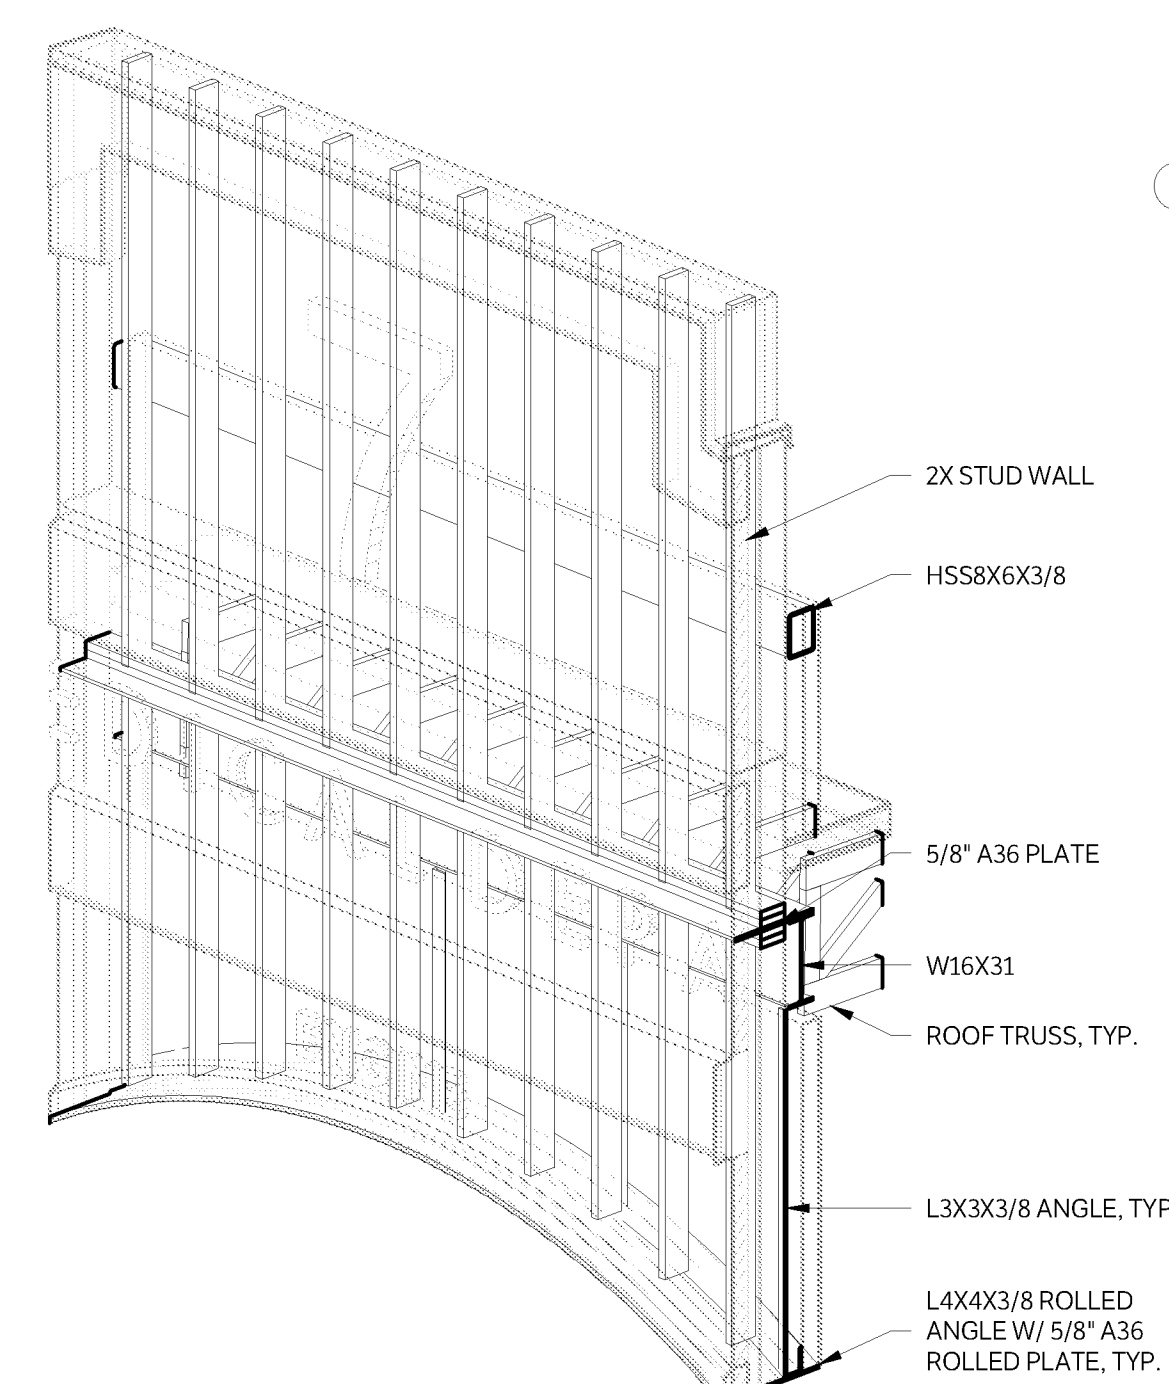 2X STUD WALL
HSS8X6X3/8
5/8" A36 PLATE
W16X31
ROOF TRUSS, TYP.
L3X3X3/8 ANGLE, TYP
L4X4X3/8 ROLLED
ANGLE W/ 5/8" A36
ROLLED PLATE, TYP.